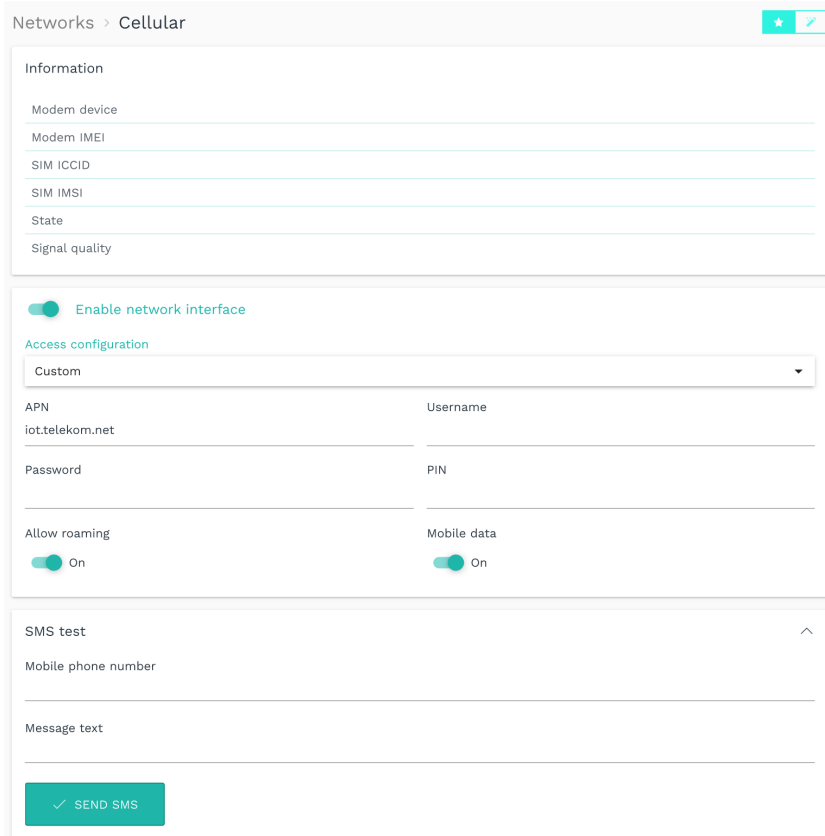 Networks > Cellular
Information
Modem device
Modem IMEI
SIM ICCID
SIM IMSI
State
Signal quality
Enable network interface
Access configuration
Custom
APN
Username
iot.telekom.net
Password
PIN
Allow roaming
Mobile data
On
On
SMS test
Mobile phone number
Message text
SEND SMS